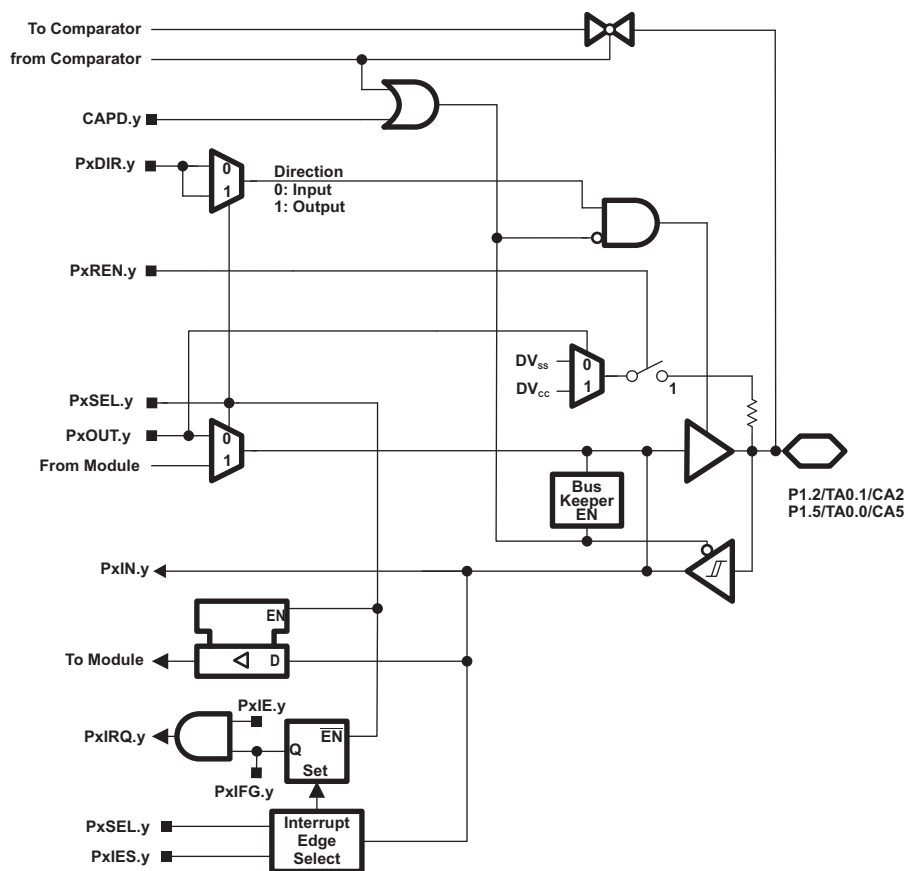 To Comparator
from Comparator
CAPD.y
PxDIR.y
0
1
Direction
0: Input
1: Output
PxREN.y
DVSS
DVCC
0
1
1
PxSEL.y
PxOUT.y
From Module
0
1
Bus
Keeper
EN
P1.2/TA0.1/CA2
P1.5/TA0.0/CA5
PxIN.y
EN
To Module
D
PxIE.y
PxIRQ.y
EN
Q
Set
PxIFG.y
PxSEL.y
PxIES.y
Interrupt
Edge
Select